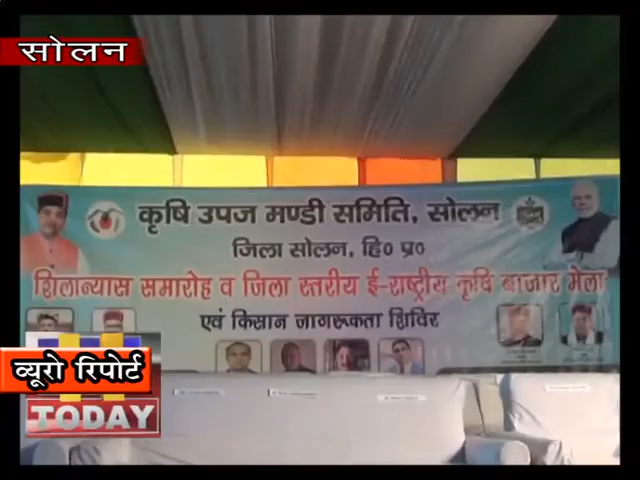 सोलन
कृषि उपज मण्डी समिति, सोलन
जिला सोलन, हि० प्र०
शिलान्यास समारोह व जिला स्तरीय ई-राष्ट्रीय कृषि बाजार मेला
एवं किसान जागरूकता शिविर
व्यूरो रिपोर्ट
TODAY